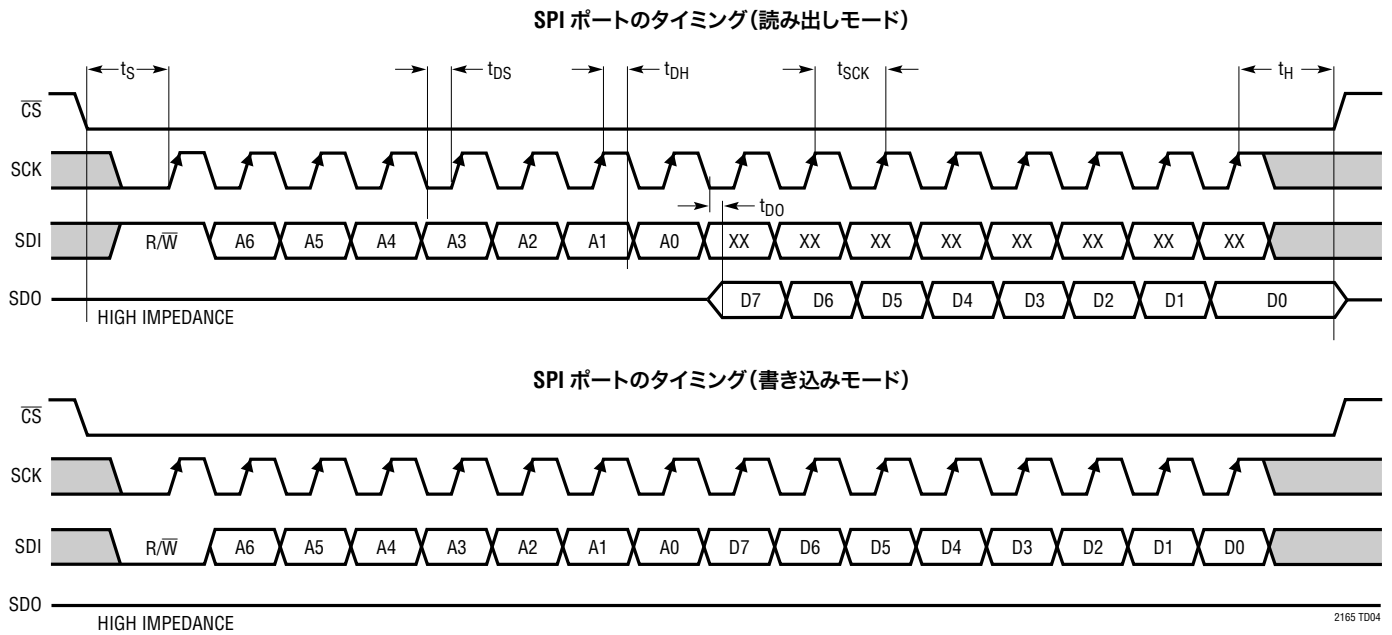 SPI ポートのタイミング(読み出しモード)
tS tDS tDH tSCK tH
CS
SCK
tDO
SDI R/W A6 A5 A4 A3 A2 A1 A0 XX XX XX XX XX XX XX XX
SDO D7 D6 D5 D4 D3 D2 D1 D0
HIGH IMPEDANCE
SPI ポートのタイミング(書き込みモード)
CS
SCK
SDI R/W A6 A5 A4 A3 A2 A1 A0 D7 D6 D5 D4 D3 D2 D1 D0
SDO
2165 TD04
HIGH IMPEDANCE